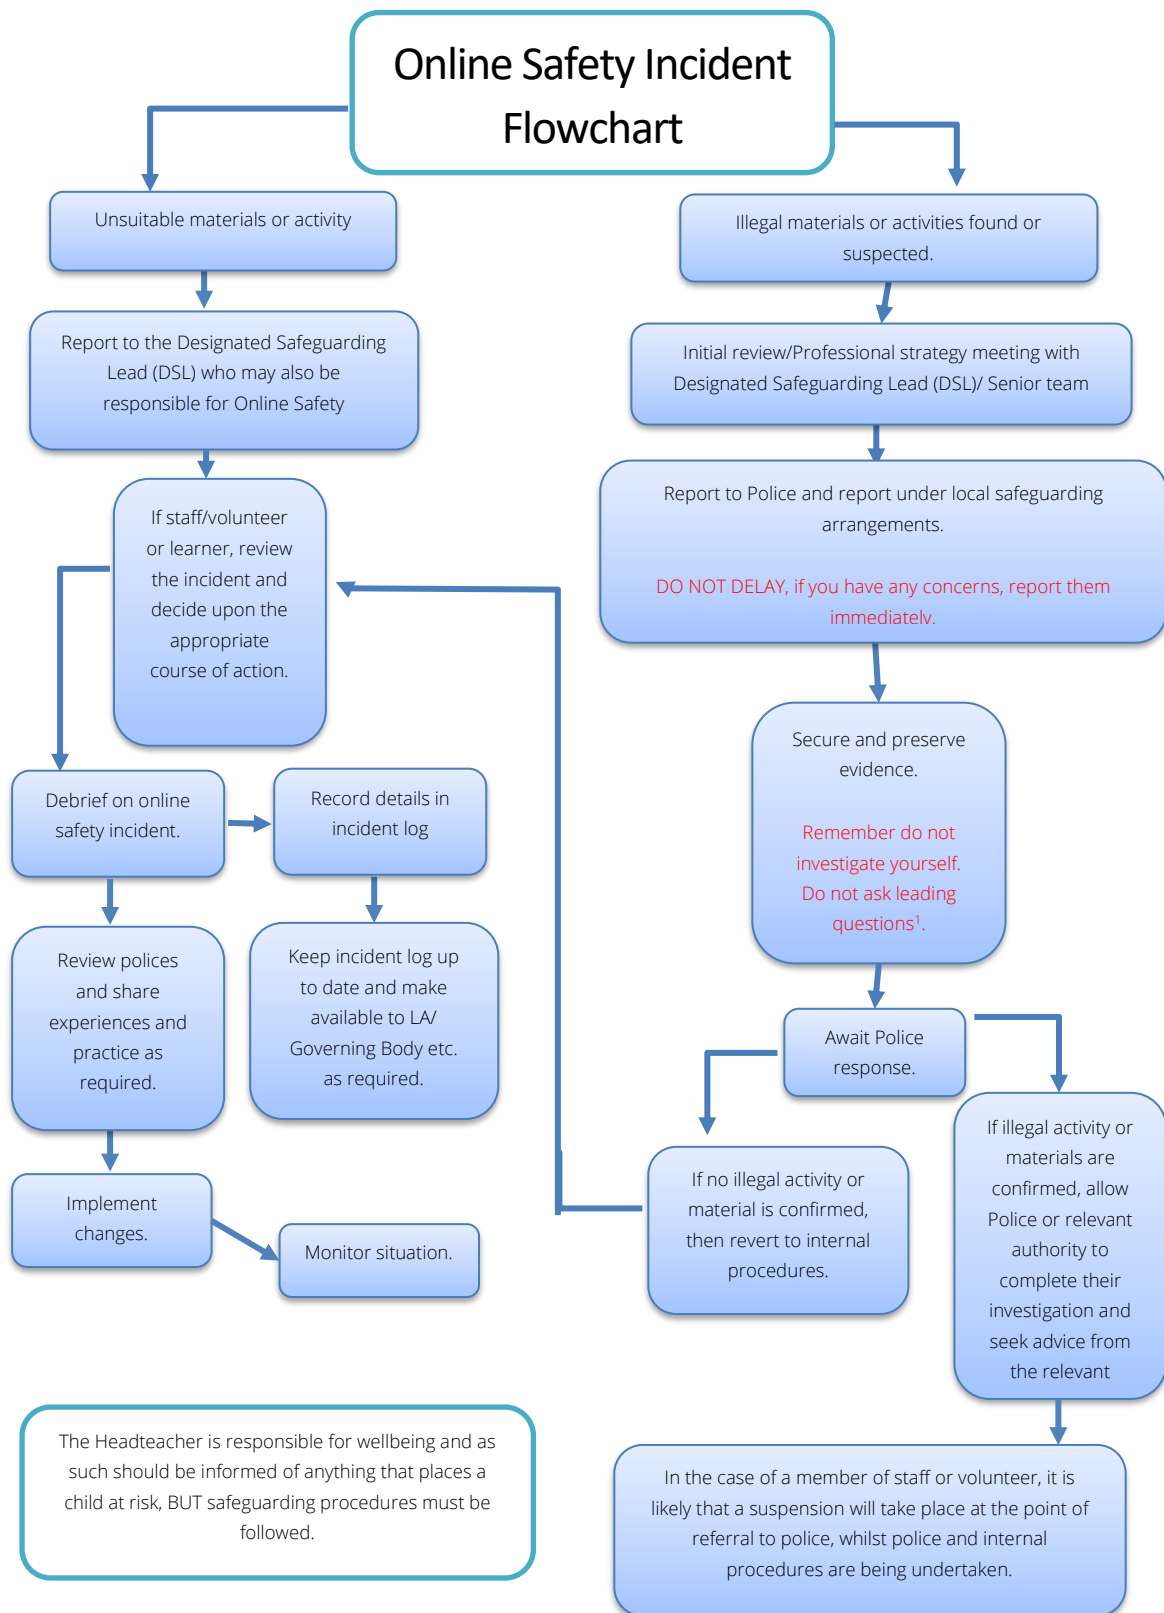 Online Safety Incident
Flowchart
Unsuitable materials or activity
Report to the Designated Safeguarding
Lead (DSL) who may also be
responsible for Online Safety
If staff/volunteer
or learner, review
the incident and
decide upon the
appropriate
course of action.
Debrief on online
safety incident.
Record details in
incident log
Review polices
and share
experiences and
practice as
required.
Keep incident log up
to date and make
available to LA/
Governing Body etc.
as required.
Implement
changes.
Monitor situation.
Illegal materials or activities found or
suspected.
Initial review/Professional strategy meeting with
Designated Safeguarding Lead (DSL)/ Senior team
Report to Police and report under local safeguarding
arrangements.
DO NOT DELAY, if you have any concerns, report them
immediately.
Secure and preserve
evidence.
Remember do not
investigate yourself.
Do not ask leading
questions¹.
Await Police
response.
If no illegal activity or
material is confirmed,
then revert to internal
procedures.
If illegal activity or
materials are
confirmed, allow
Police or relevant
authority to
complete their
investigation and
seek advice from
the relevant
In the case of a member of staff or volunteer, it is
likely that a suspension will take place at the point of
referral to police, whilst police and internal
procedures are being undertaken.
The Headteacher is responsible for wellbeing and as
such should be informed of anything that places a
child at risk, BUT safeguarding procedures must be
followed.